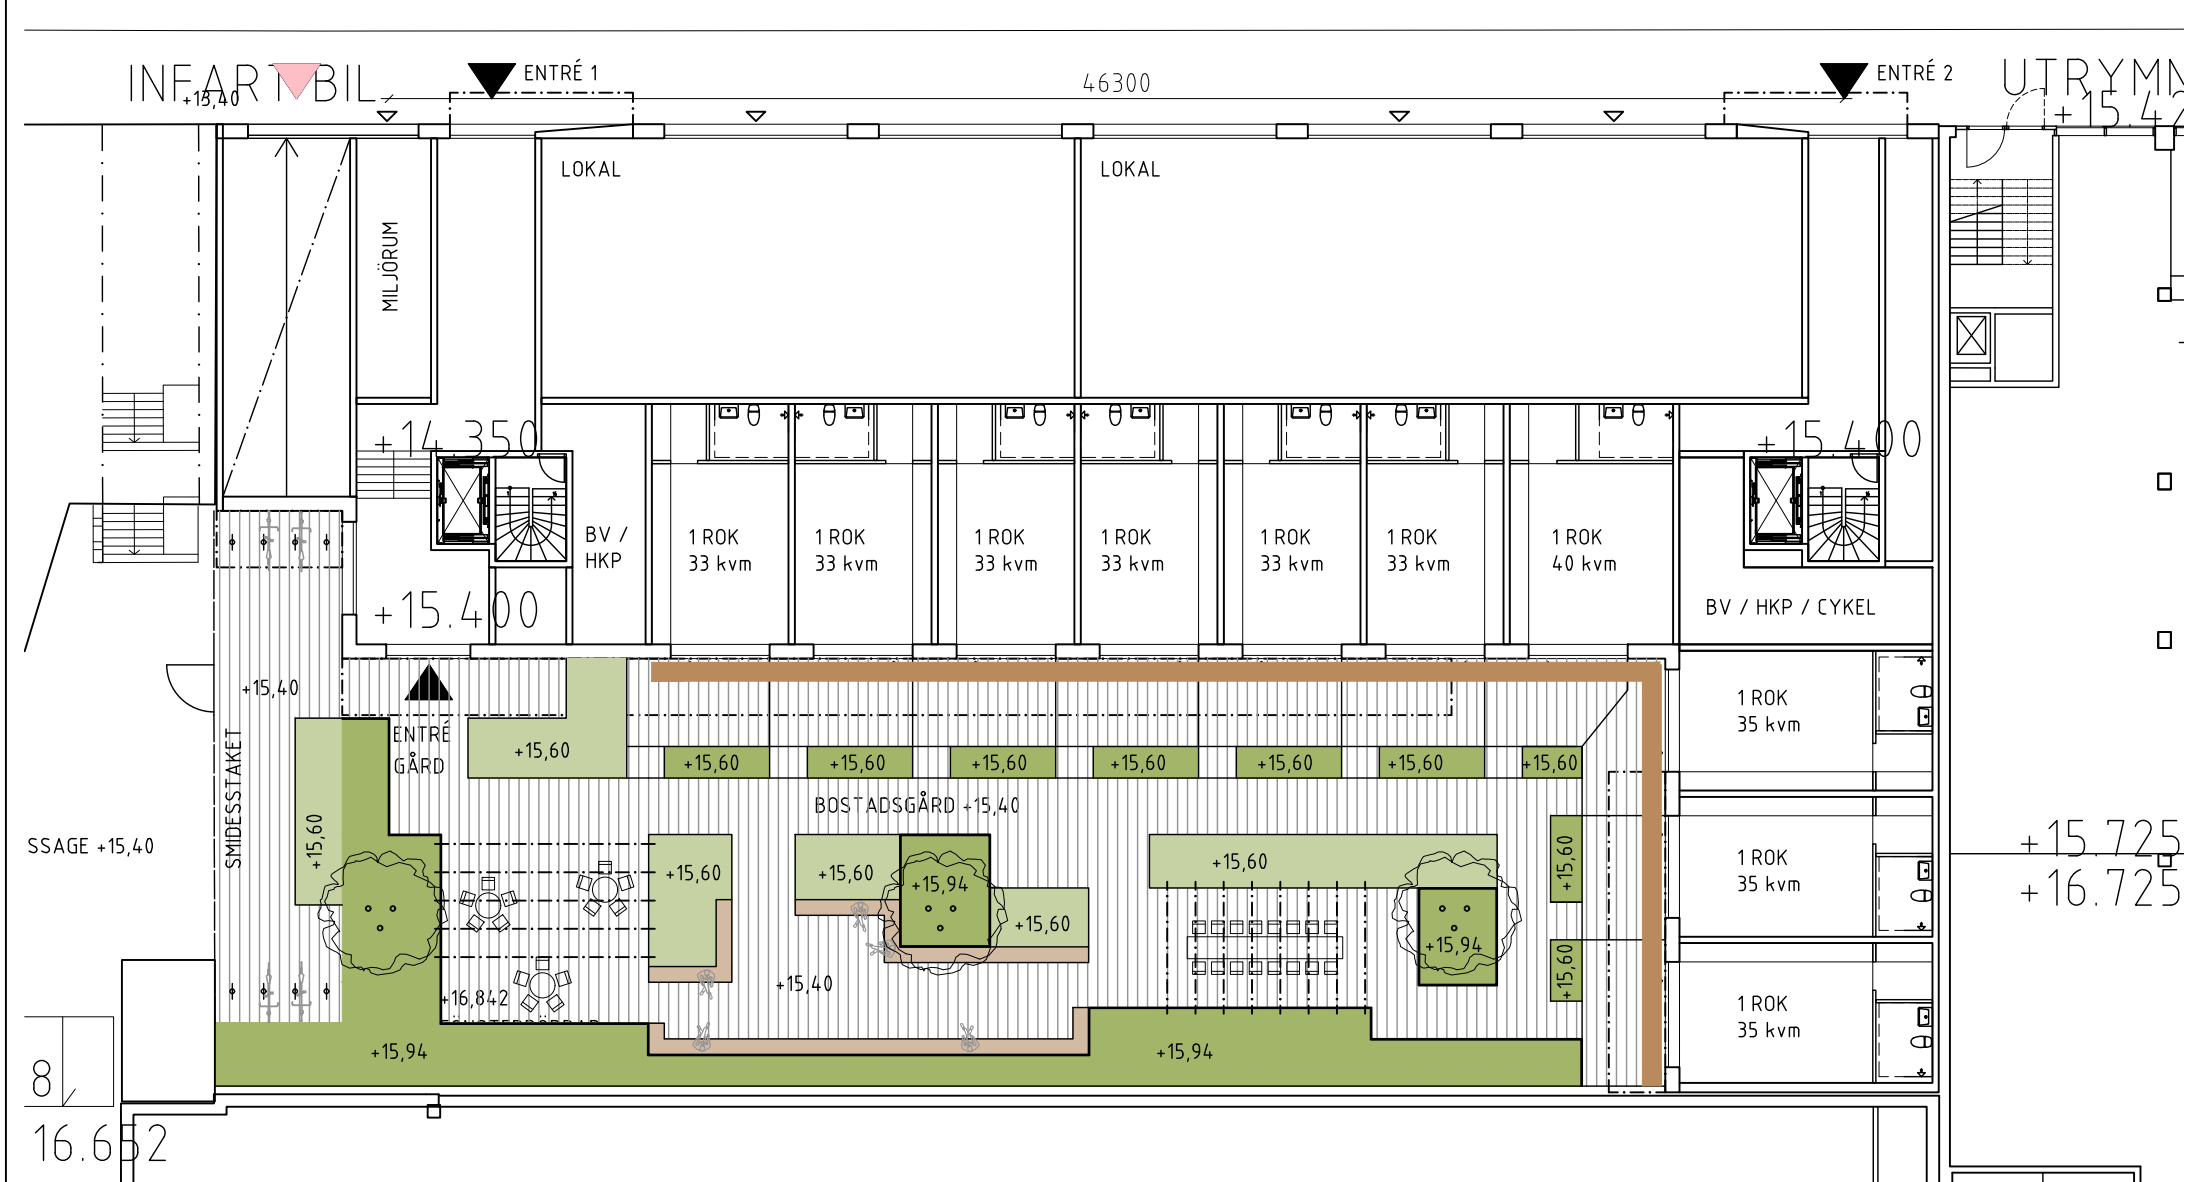 INFART BIL
+13,40
ENTRÉ 1
46300
ENTRÉ 2
LOKAL
LOKAL
MILJÖRUM
+14.350
+15.400
BV /
HKP
1 ROK
33 kvm
1 ROK
33 kvm
1 ROK
33 kvm
1 ROK
33 kvm
1 ROK
33 kvm
1 ROK
33 kvm
1 ROK
40 kvm
+15.400
BV / HKP / CYKEL
+15,40
SMIDESSTAKET
ENTRÉ
GÅRD
+15,60
+15,60
+15,60
+15,60
+15,60
+15,60
+15,60
+15,60
+15,60
BOSTADSGÅRD +15,40
1 ROK
35 kvm
SSAGE +15,40
+15,60
+15,60
+15,94
+15,60
+15,60
+15,94
+15,60
1 ROK
35 kvm
+15.725
+16.725
+15,60
+16,842
+15,40
1 ROK
35 kvm
+15,94
+15,94
8
16.652